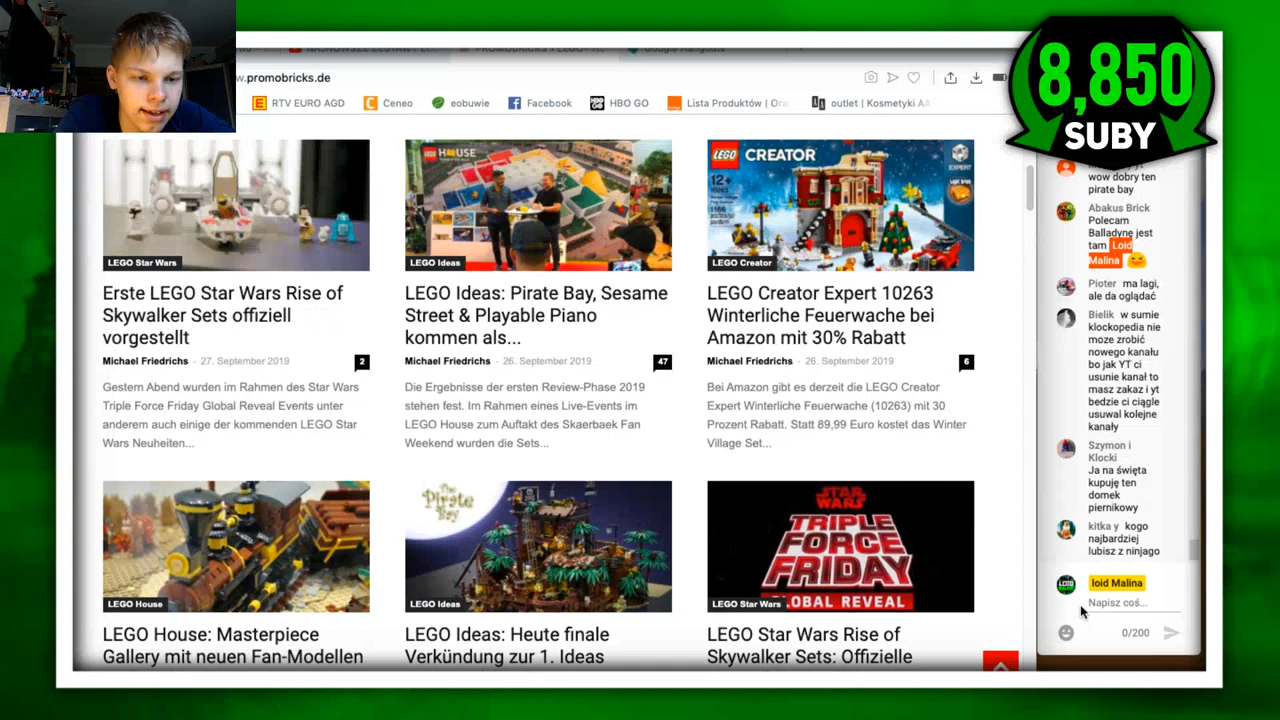 w.promobricks.de
RTV EURO AGD
Ceneo
eobuwie
Facebook
HBO GO
Lista Produktów | Ora
outlet | Kosmetyki AA
8,850
SUBY
LEGO Star Wars
Erste LEGO Star Wars Rise of
Skywalker Sets offiziell
vorgestellt
Michael Friedrichs - 27. September 2019
2
Gestern Abend wurden im Rahmen des Star Wars
Triple Force Friday Global Reveal Events unter
anderem auch einige der kommenden LEGO Star
Wars Neuheiten...
LEGO HOUSE
LEGO Ideas
LEGO Ideas: Pirate Bay, Sesame
Street & Playable Piano
kommen als...
Michael Friedrichs - 26. September 2019
47
Die Ergebnisse der ersten Review-Phase 2019
stehen fest. Im Rahmen eines Live-Events im
LEGO House zum Auftakt des Skaerbaek Fan
Weekend wurden die Sets...
LEGO CREATOR
12+
EXPERT
LEGO Creator
LEGO Creator Expert 10263
Winterliche Feuerwache bei
Amazon mit 30% Rabatt
Michael Friedrichs - 26. September 2019
6
Bei Amazon gibt es derzeit die LEGO Creator
Expert Winterliche Feuerwache (10263) mit 30
Prozent Rabatt. Statt 89,99 Euro kostet das Winter
Village Set...
LEGO House
LEGO House: Masterpiece
Gallery mit neuen Fan-Modellen
The
Pirate
Bay
LEGO Ideas
LEGO Ideas: Heute finale
Verkündung zur 1. Ideas
STAR
WARS
TRIPLE
FORCE
FRIDAY
GLOBAL REVEAL
LEGO Star Wars
LEGO Star Wars Rise of
Skywalker Sets: Offizielle
wow dobry ten
pirate bay
Abakus Brick
Polecam
Balladynę jest
tam Loid
Malina
Pioter ma lagi,
ale da oglądać
Bielik w sumie
klockopedia nie
moze zrobić
nowego kanału
bo jak YT ci
usunie kanał to
masz zakaz i yt
bedzie ci ciągle
usuwal kolejne
kanały
Szymon i
Klocki
Ja na święta
kupuję ten
domek
piernikowy
kitka y kogo
najbardziej
lubisz z ninjago
loid Malina
Napisz coś...
0/200